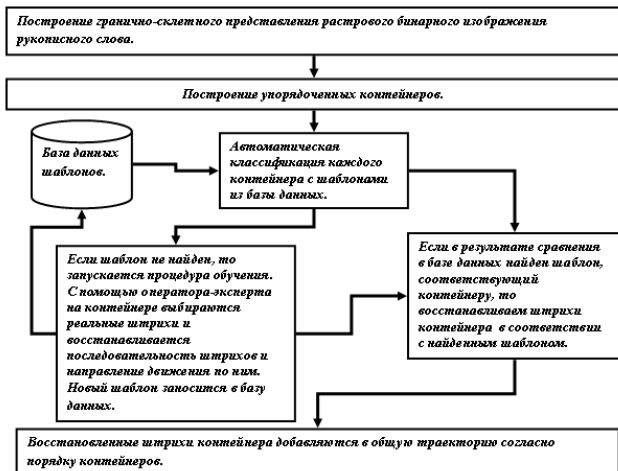 Построение гранично-склетного представления растрового бинарного изображения
рукописного слова.
Построение упорядоченных контейнеров.
База данных
шаблонов.
Автоматическая
классификация каждого
контейнера с шаблонами
из базы данных.
Если шаблон не найден, то
запускается процедура обучения.
С помощью оператора-эксперта
на контейнере выбираются
реальные штрихи и
восстанавливается
последовательность штрихов и
направление движения по ним.
Новый шаблон заносится в базу
данных.
Если в результате сравнения
в базе данных найден шаблон,
соответствующий
контейнеру, то
восстанавливаем штрихи
контейнера в соответствии
с найденным шаблоном.
Восстановленные штрихи контейнера добавляются в общую траекторию согласно
порядку контейнеров.